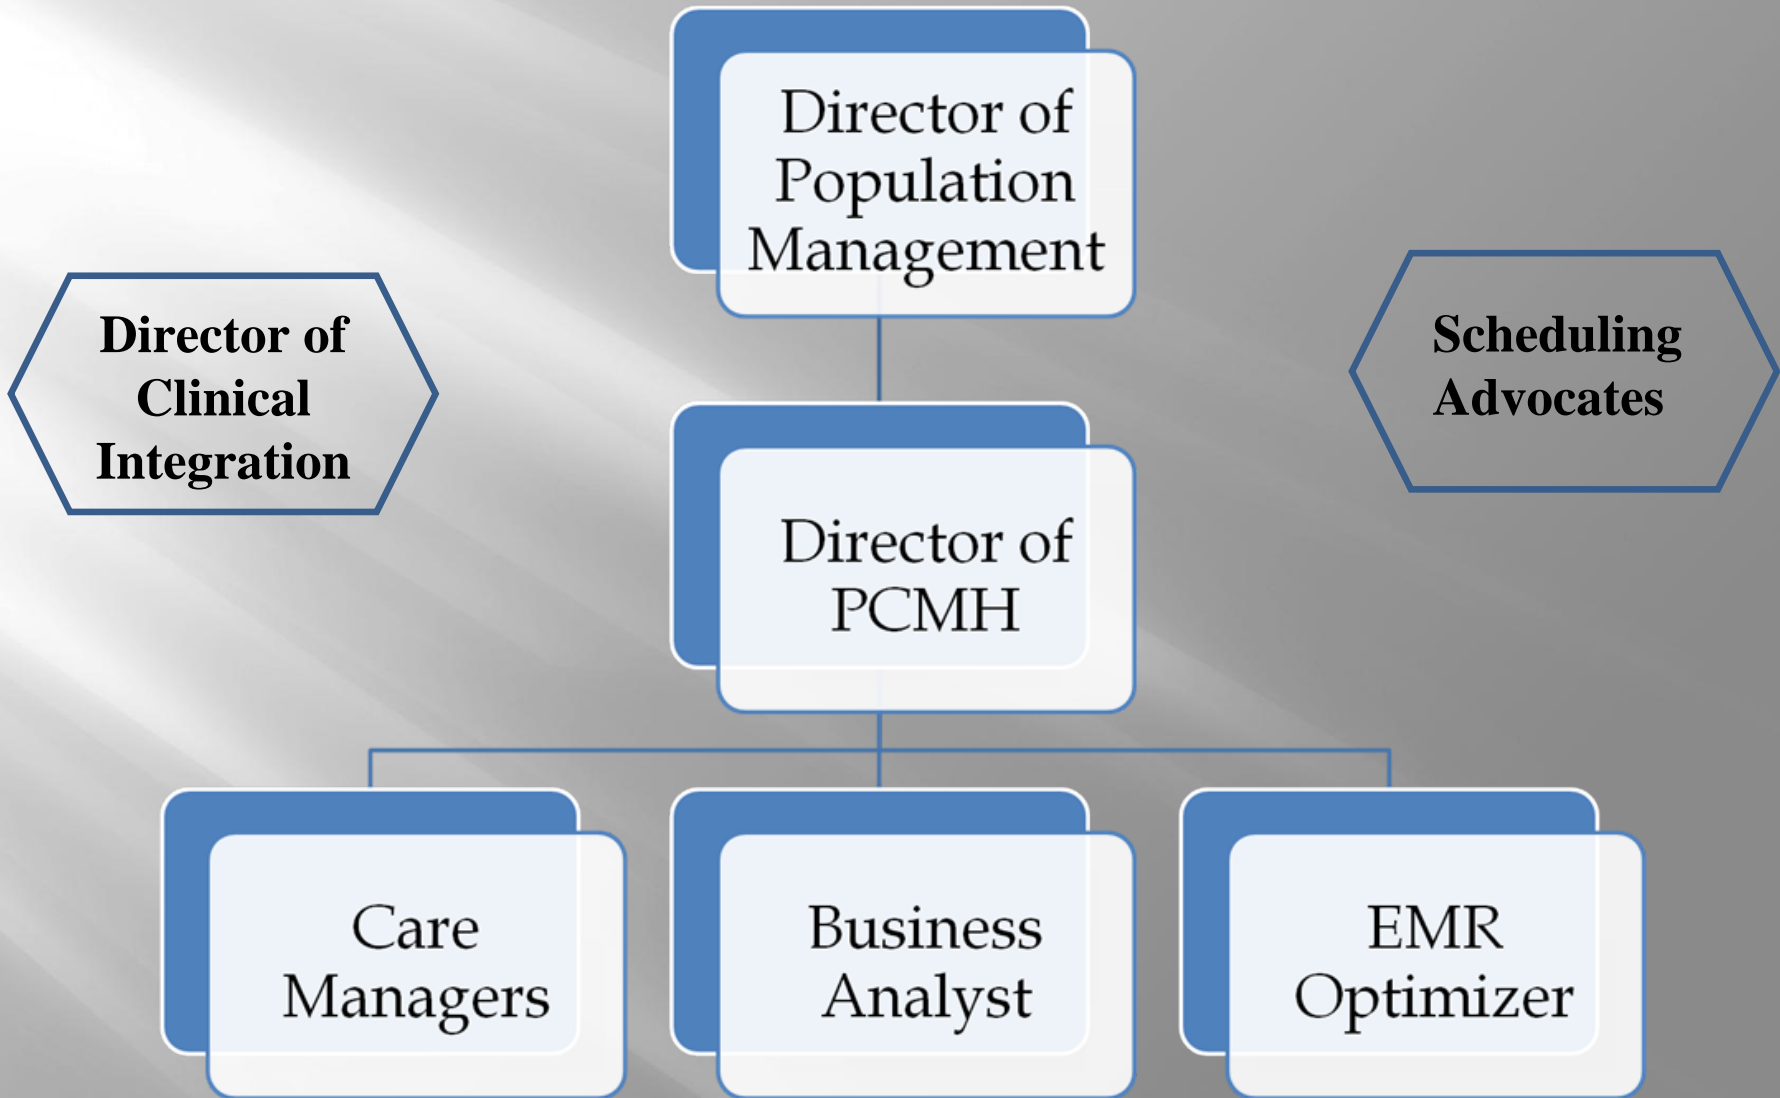 Director of
Population
Management
Director of
Clinical
Integration
Scheduling
Advocates
Director of
PCMH
Care
Managers
Business
Analyst
EMR
Optimizer